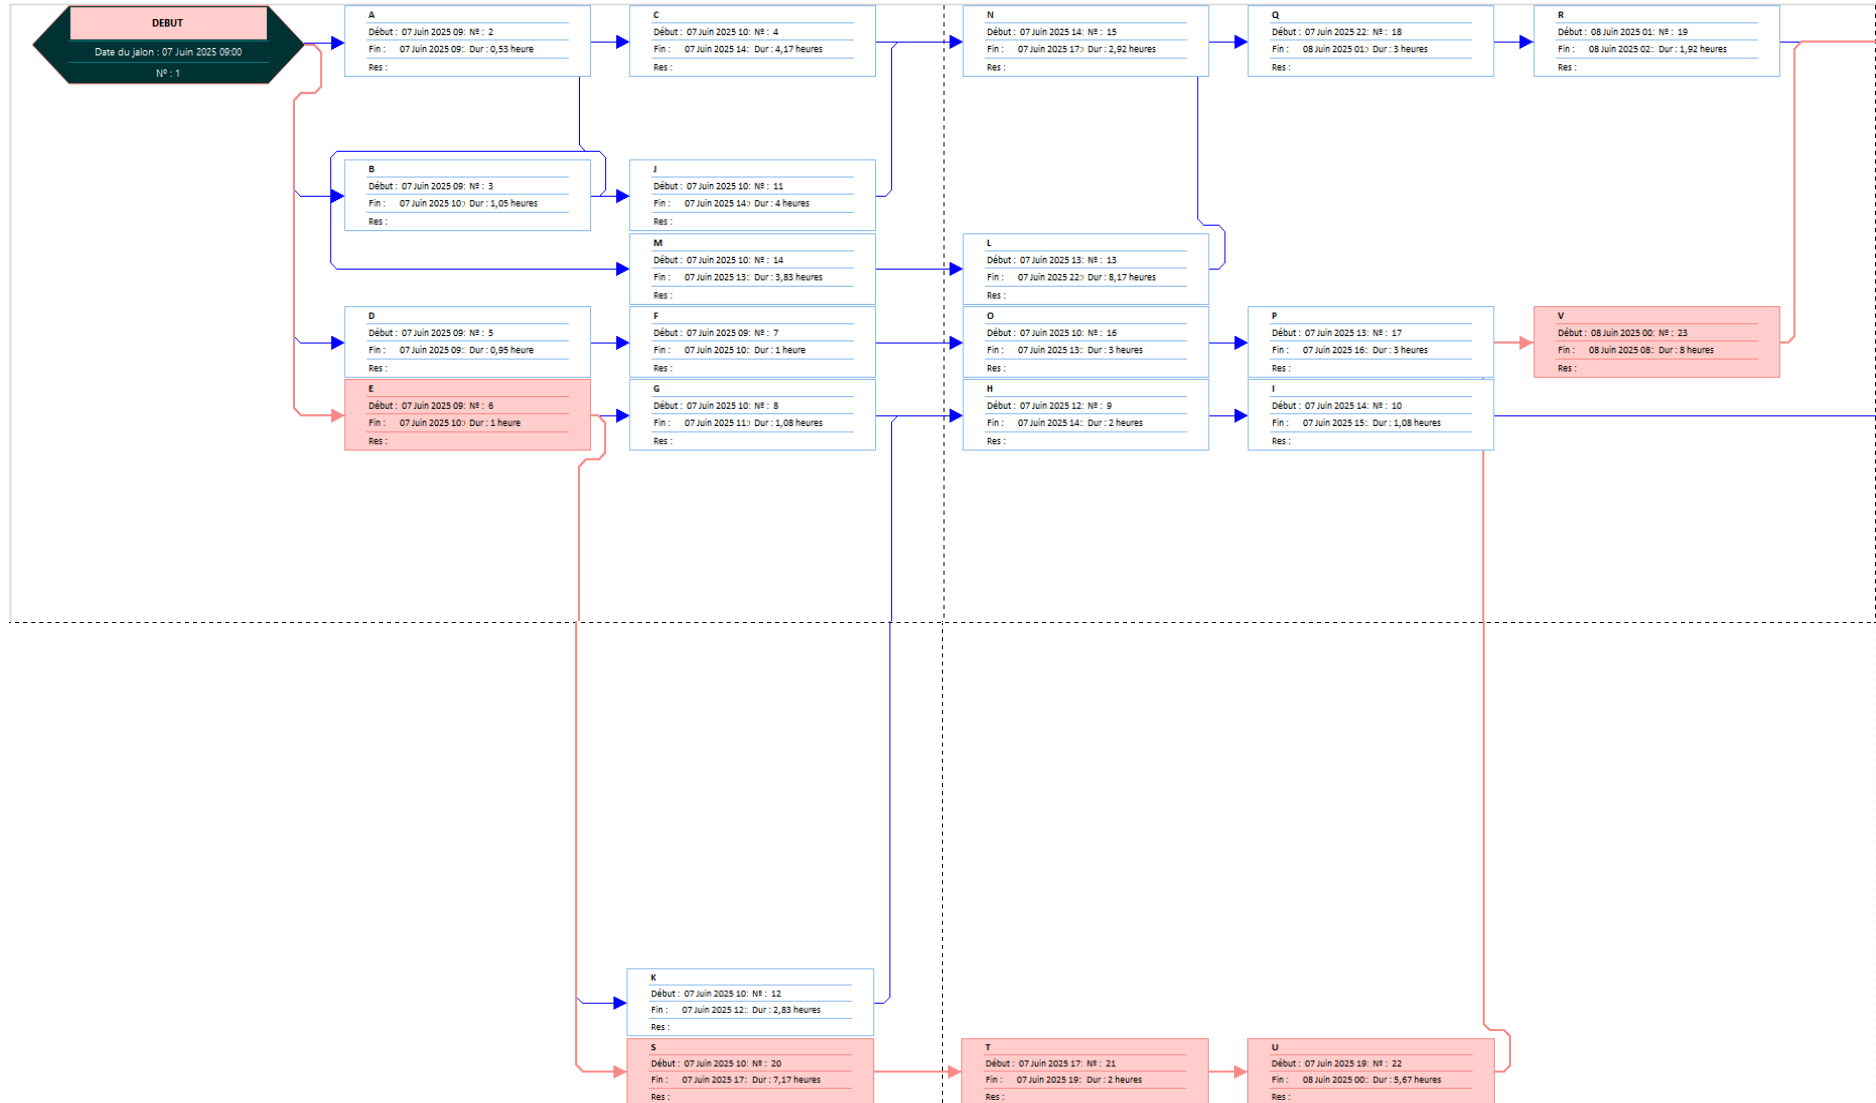 DEBUT
Date du jalon : 07 Juin 2025 09:00
Nº : 1
A
Début : 07 Juin 2025 09: Nº : 2
Fin : 07 Juin 2025 09: Dur : 0,53 heure
Res :
C
Début : 07 Juin 2025 10: Nº : 4
Fin : 07 Juin 2025 14: Dur : 4,17 heures
Res :
N
Début : 07 Juin 2025 14: Nº : 15
Fin : 07 Juin 2025 17: Dur : 2,92 heures
Res :
Q
Début : 07 Juin 2025 22: Nº : 18
Fin : 08 Juin 2025 01: Dur : 3 heures
Res :
R
Début : 08 Juin 2025 01: Nº : 19
Fin : 08 Juin 2025 02: Dur : 1,92 heures
Res :
B
Début : 07 Juin 2025 09: Nº : 3
Fin : 07 Juin 2025 10: Dur : 1,05 heures
Res :
J
Début : 07 Juin 2025 10: Nº : 11
Fin : 07 Juin 2025 14: Dur : 4 heures
Res :
M
Début : 07 Juin 2025 10: Nº : 14
Fin : 07 Juin 2025 13: Dur : 3,83 heures
Res :
L
Début : 07 Juin 2025 13: Nº : 13
Fin : 07 Juin 2025 22: Dur : 8,17 heures
Res :
D
Début : 07 Juin 2025 09: Nº : 5
Fin : 07 Juin 2025 09: Dur : 0,95 heure
Res :
F
Début : 07 Juin 2025 09: Nº : 7
Fin : 07 Juin 2025 10: Dur : 1 heure
Res :
O
Début : 07 Juin 2025 10: Nº : 16
Fin : 07 Juin 2025 13: Dur : 3 heures
Res :
P
Début : 07 Juin 2025 13: Nº : 17
Fin : 07 Juin 2025 16: Dur : 3 heures
Res :
V
Début : 08 Juin 2025 00: Nº : 23
Fin : 08 Juin 2025 08: Dur : 8 heures
Res :
E
Début : 07 Juin 2025 09: Nº : 6
Fin : 07 Juin 2025 10: Dur : 1 heure
Res :
G
Début : 07 Juin 2025 10: Nº : 8
Fin : 07 Juin 2025 11: Dur : 1,08 heures
Res :
H
Début : 07 Juin 2025 12: Nº : 9
Fin : 07 Juin 2025 14: Dur : 2 heures
Res :
I
Début : 07 Juin 2025 14: Nº : 10
Fin : 07 Juin 2025 15: Dur : 1,08 heures
Res :
K
Début : 07 Juin 2025 10: Nº : 12
Fin : 07 Juin 2025 12: Dur : 2,83 heures
Res :
S
Début : 07 Juin 2025 10: Nº : 20
Fin : 07 Juin 2025 17: Dur : 7,17 heures
Res :
T
Début : 07 Juin 2025 17: Nº : 21
Fin : 07 Juin 2025 19: Dur : 2 heures
Res :
U
Début : 07 Juin 2025 19: Nº : 22
Fin : 08 Juin 2025 00: Dur : 5,67 heures
Res :